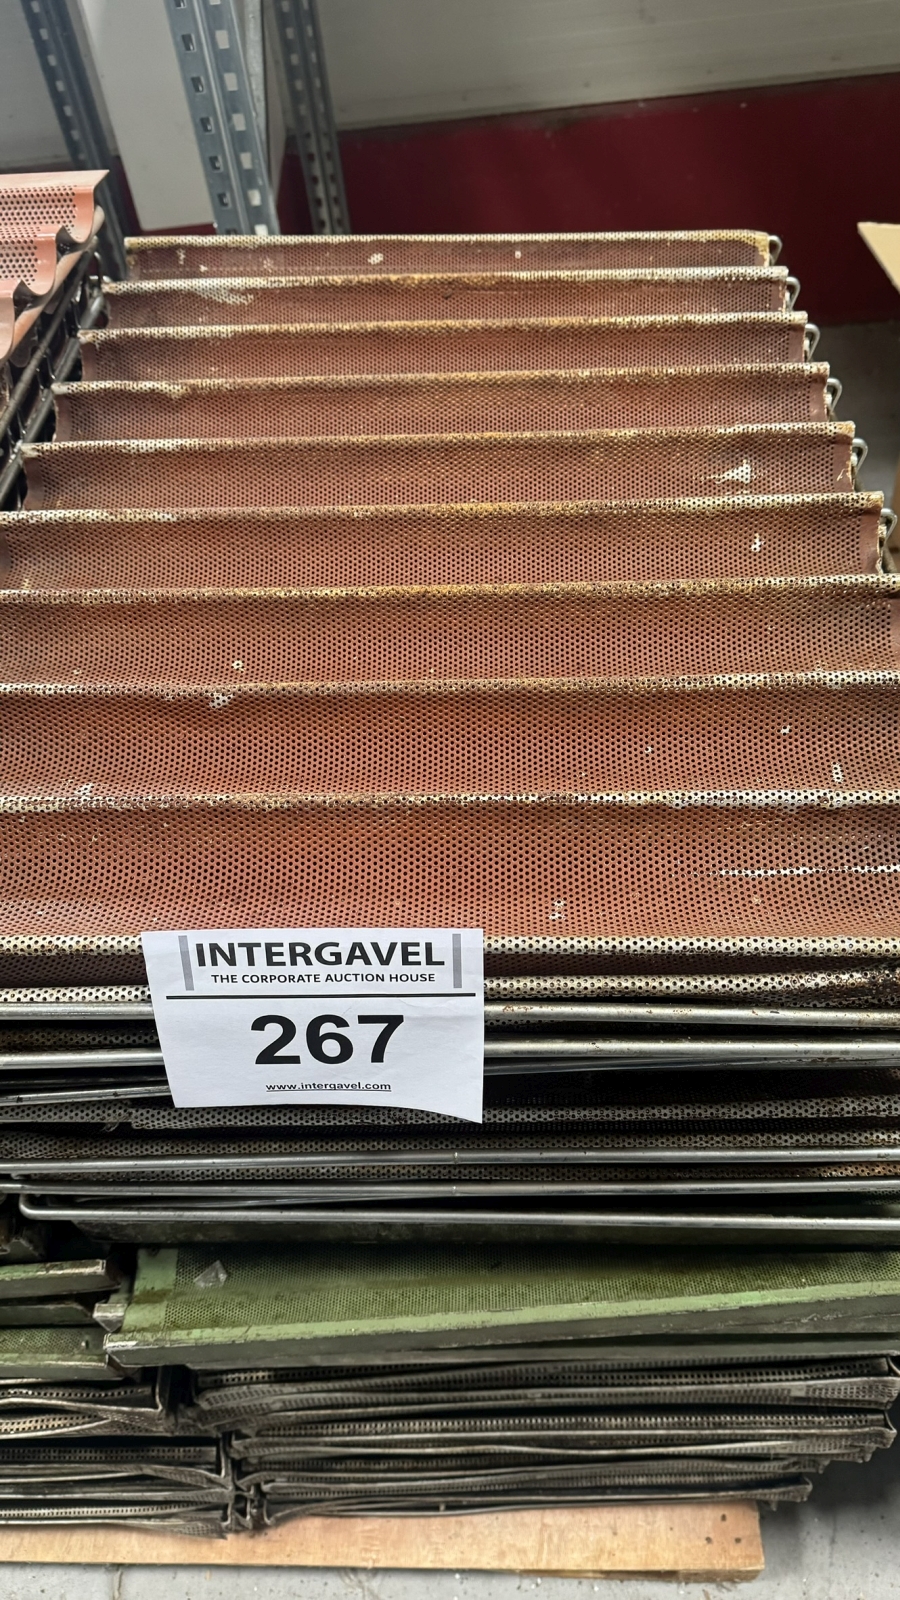 INTERGAVEL
THE CORPORATE AUCTION HOUSE
267
www.intergavel.com